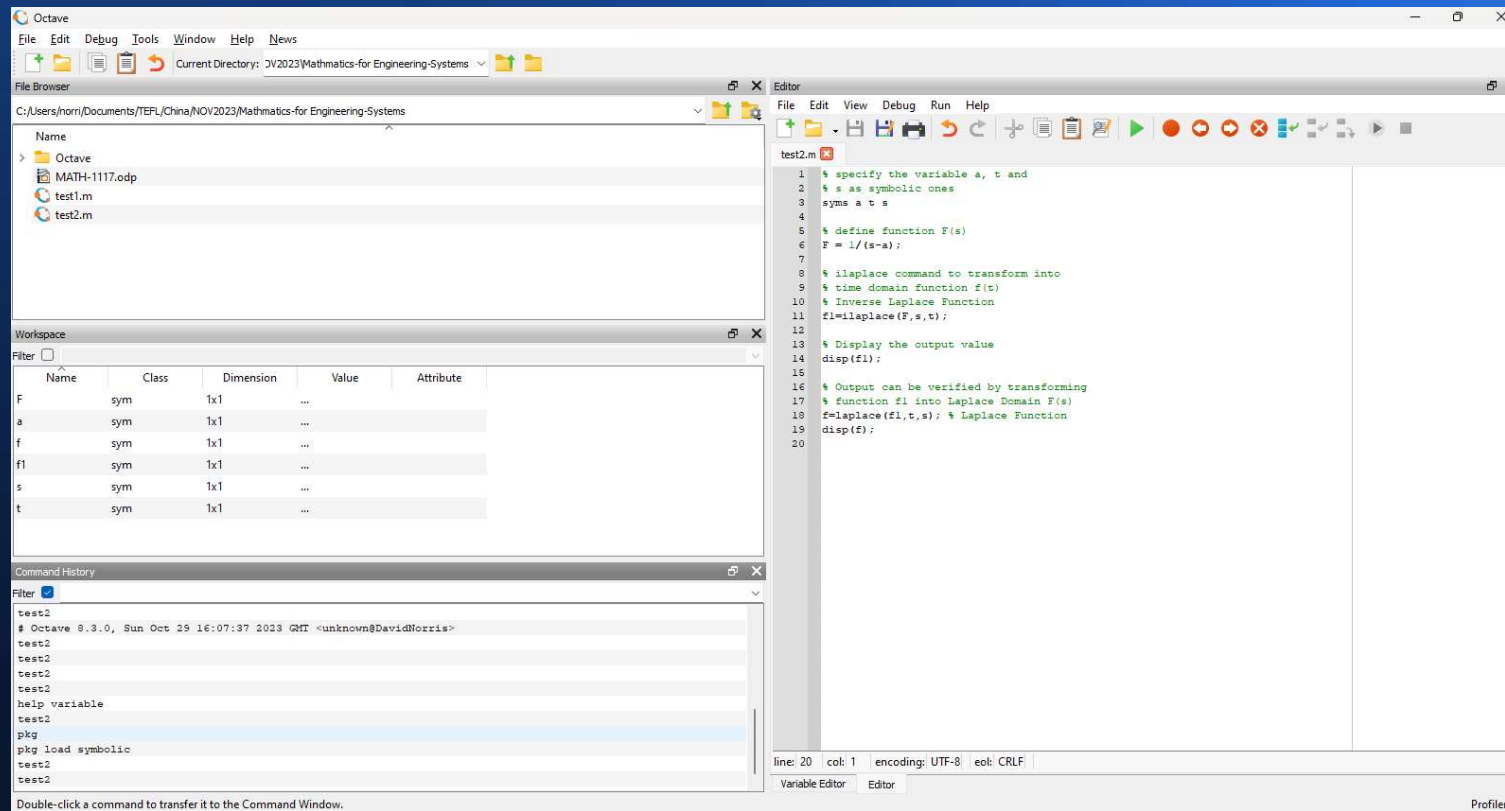 Octave
File Edit Debug Tools Window Help News
Current Directory: OV2023\Mathmatics-for Engineering-Systems
File Browser
C:/Users/norri/Documents/TEFL/China/NOV2023/Mathmatics-for Engineering-Systems
Name
Octave
MATH-1117.odp
test1.m
test2.m
Workspace
Filter
Name Class Dimension Value Attribute
F sym 1x1 ...
a sym 1x1 ...
f sym 1x1 ...
f1 sym 1x1 ...
s sym 1x1 ...
t sym 1x1 ...
Command History
Filter
test2
# Octave 8.3.0, Sun Oct 29 16:07:37 2023 GMT <unknown@DavidNorris>
test2
test2
test2
test2
help variable
test2
pkg
pkg load symbolic
test2
test2
Double-click a command to transfer it to the Command Window.
Editor
File Edit View Debug Run Help
test2.m
1 % specify the variable a, t and
2 % s as symbolic ones
3 syms a t s
4
5 % define function F(s)
6 F = 1/(s-a);
7
8 % ilaplace command to transform into
9 % time domain function f(t)
10 % Inverse Laplace Function
11 f1=ilaplace(F,s,t);
12
13 % Display the output value
14 disp(f1);
15
16 % Output can be verified by transforming
17 % function f1 into Laplace Domain F(s)
18 f=laplace(f1,t,s); % Laplace Function
19 disp(f);
20
line: 20 col: 1 encoding: UTF-8 eol: CRLF
Variable Editor Editor
Profiler